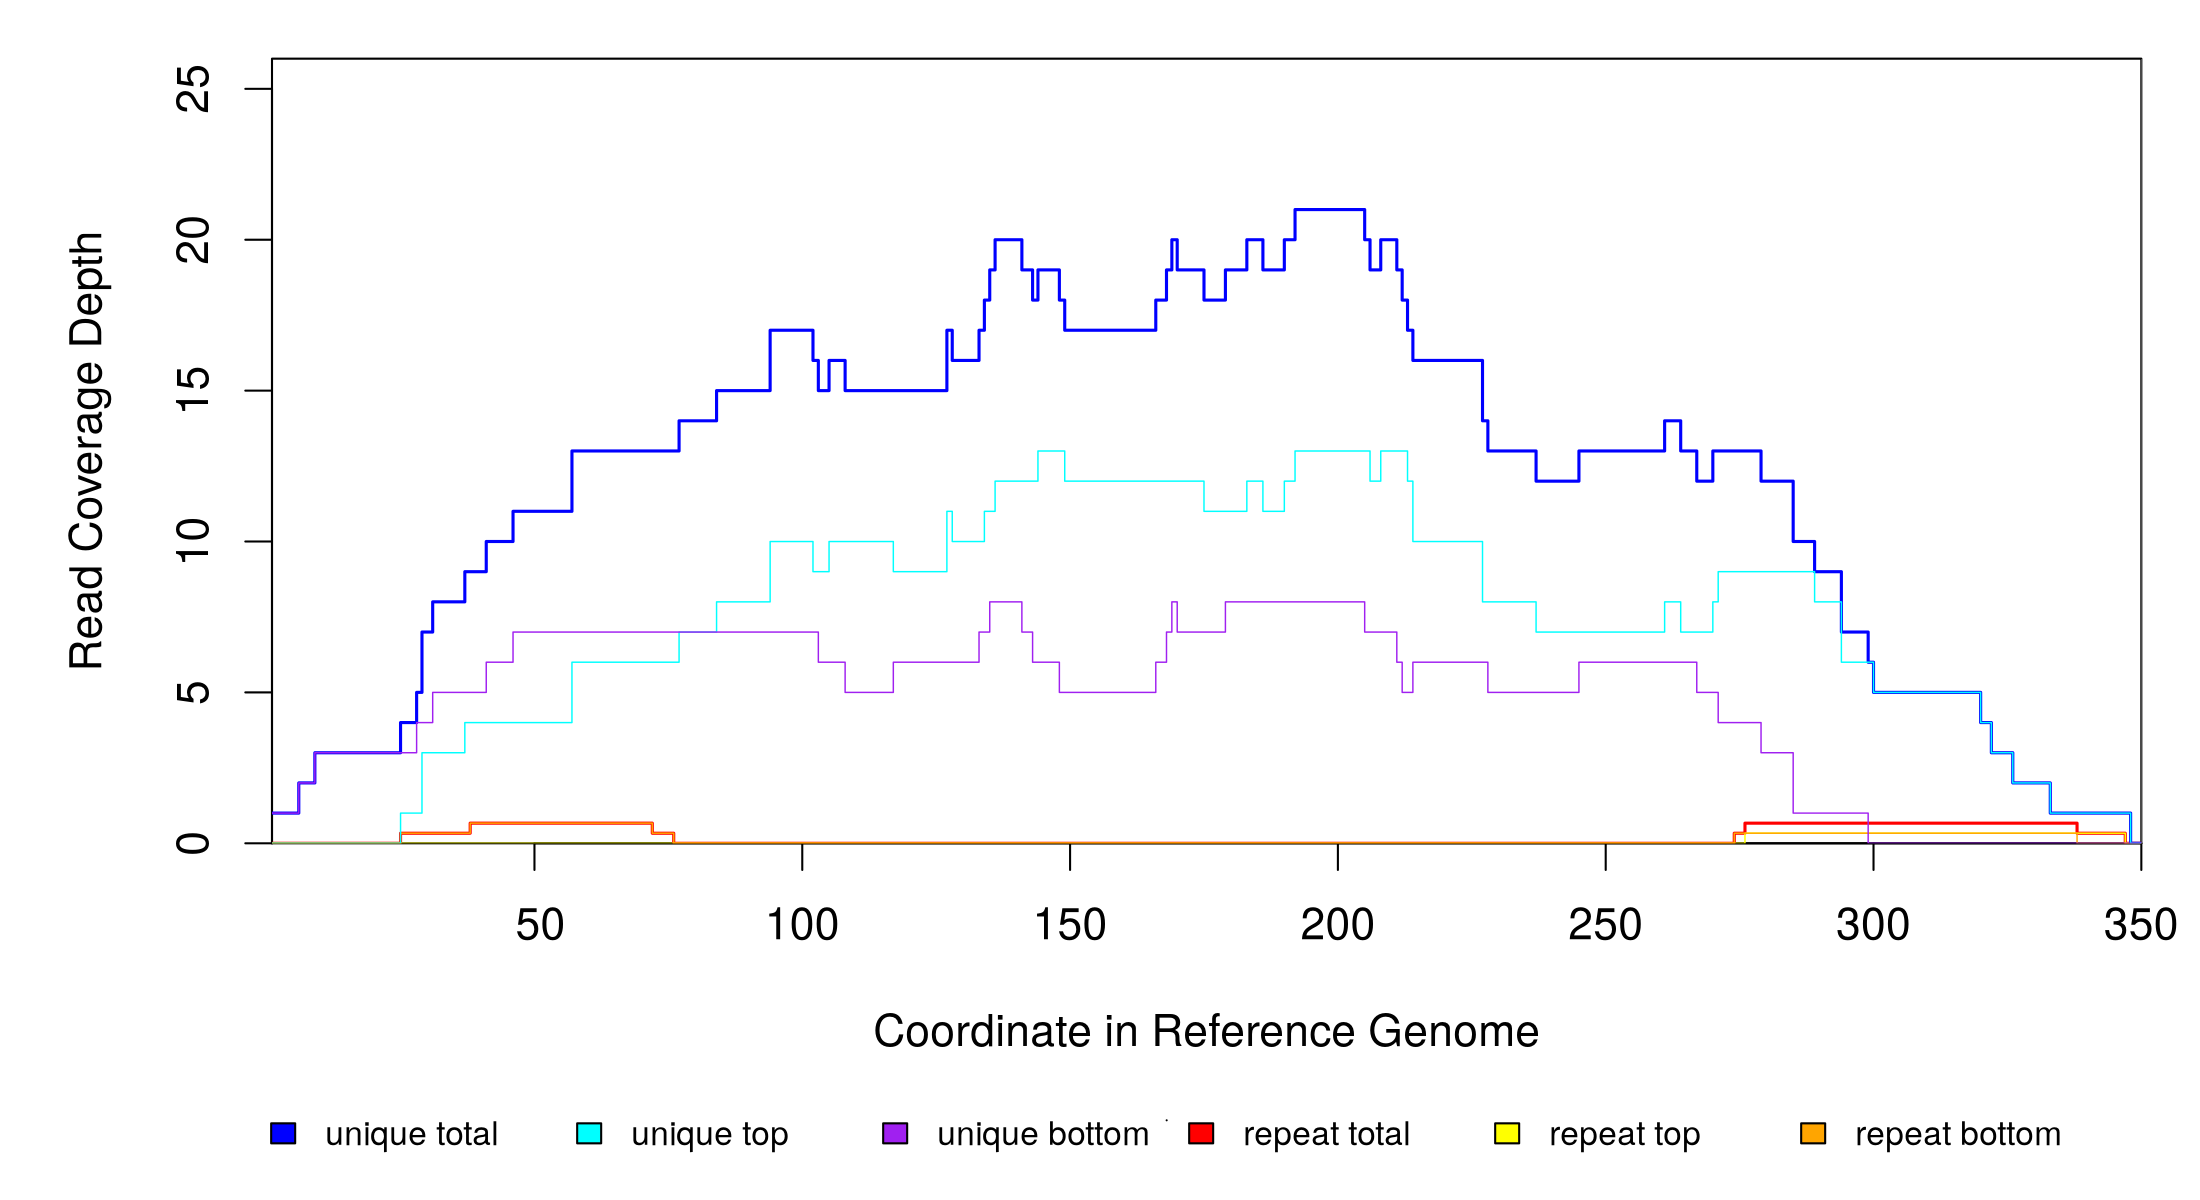 25
20
15
10
5
0
Read Coverage Depth
50 100 150 200 250 300 350
Coordinate in Reference Genome
unique total unique top unique bottom repeat total repeat top repeat bottom